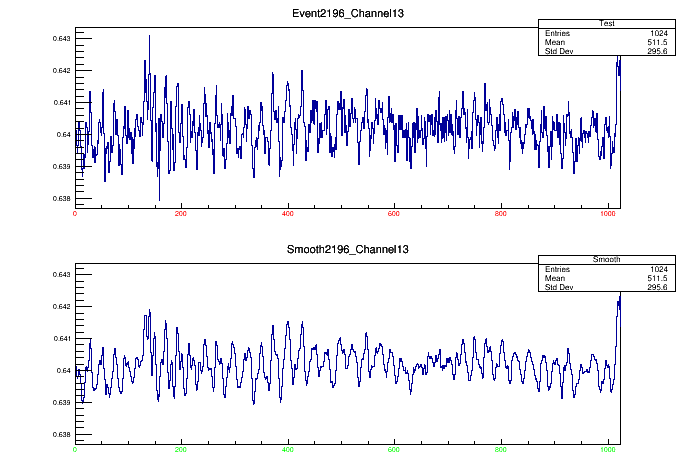 Event2196_Channel13
Test
Entries 1024
Mean 511.5
Std Dev 295.6
0.643
0.642
0.641
0.64
0.639
0.638
0 200 400 600 800 1000
Smooth2196_Channel13
Smooth
Entries 1024
Mean 511.5
Std Dev 295.6
0.643
0.642
0.641
0.64
0.639
0.638
0 200 400 600 800 1000